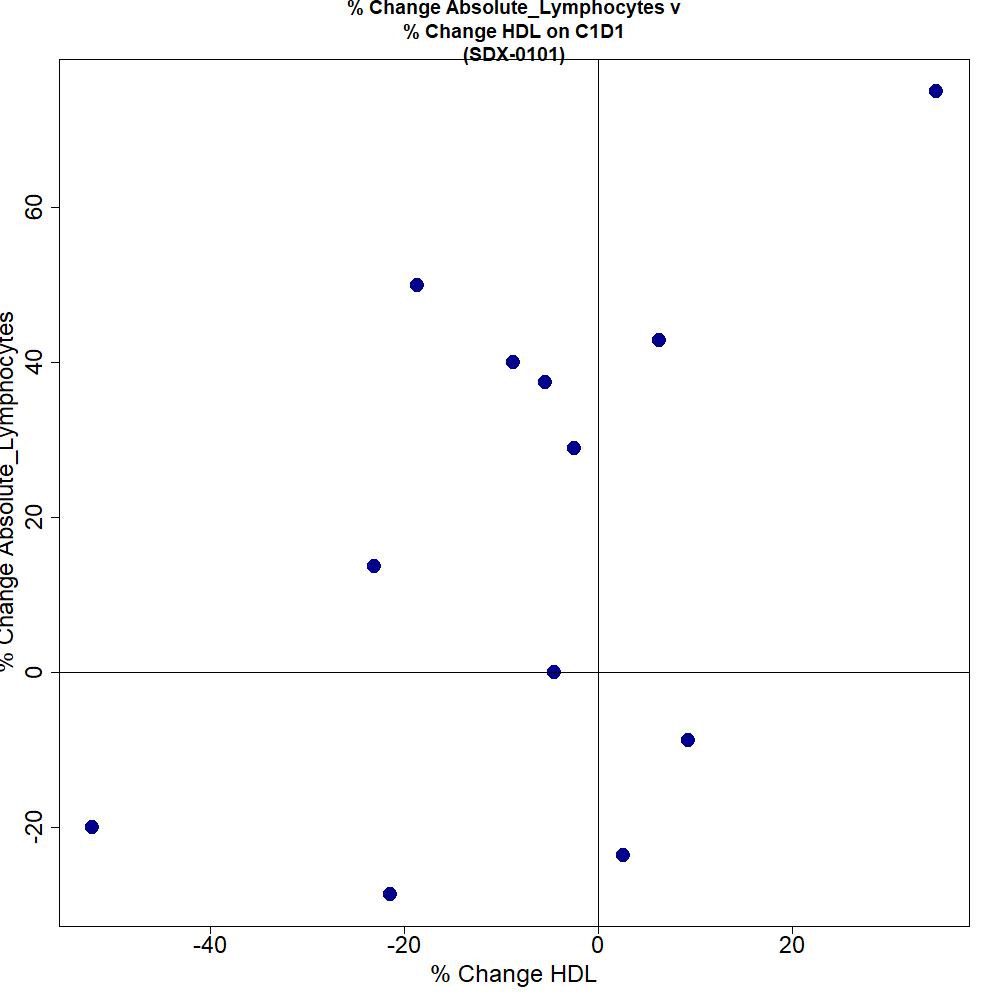 % Change Absolute_Lymphocytes v
% Change HDL on C1D1
(SDX-0101)
% Change Absolute_Lymphocytes
60
40
20
0
-20
-40
-20
0
20
% Change HDL